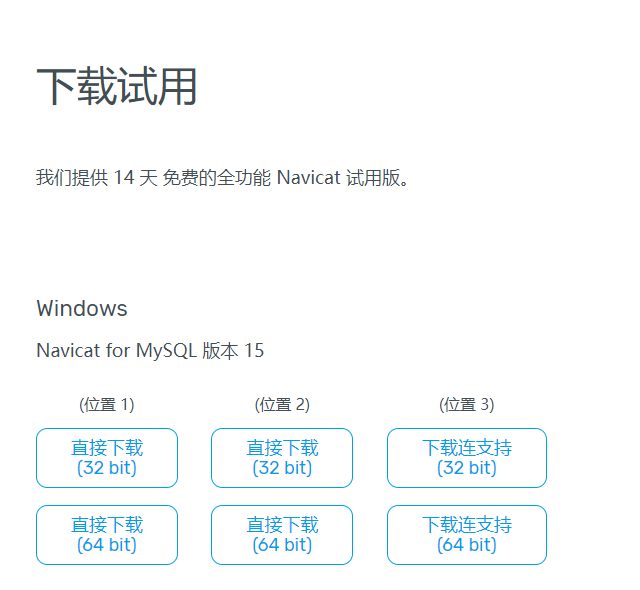 下载试用
我们提供 14 天 免费的全功能 Navicat 试用版。
Windows
Navicat for MySQL 版本 15
(位置 1) (位置 2) (位置 3)
直接下载 直接下载 下载连支持
(32 bit) (32 bit) (32 bit)
直接下载 直接下载 下载连支持
(64 bit) (64 bit) (64 bit)